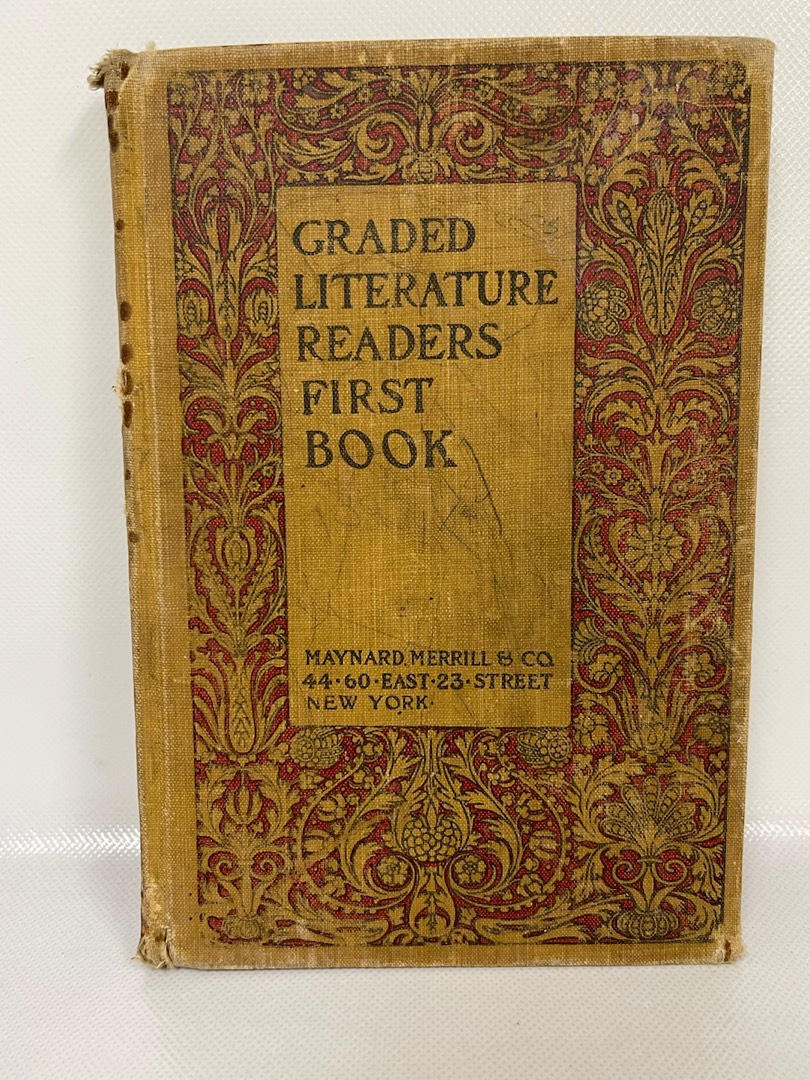 GRADED
LITERATURE
READERS
FIRST
BOOK
MAYNARD, MERRILL & CO.
44·60·EAST·23·STREET
NEW YORK·